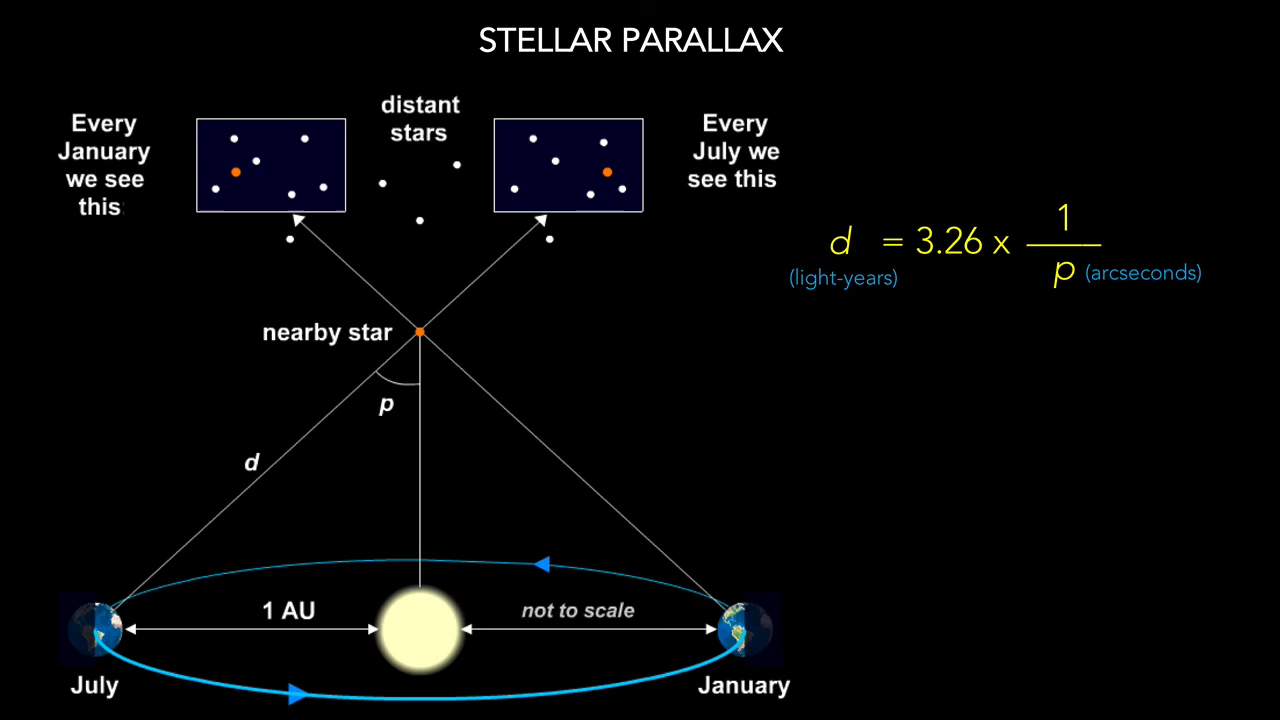 STELLAR PARALLAX
Every
January
we see
this
distant
stars
Every
July we
see this
d = 3.26 x 1
p
(light-years)
(arcseconds)
nearby star
p
d
1 AU
not to scale
July
January